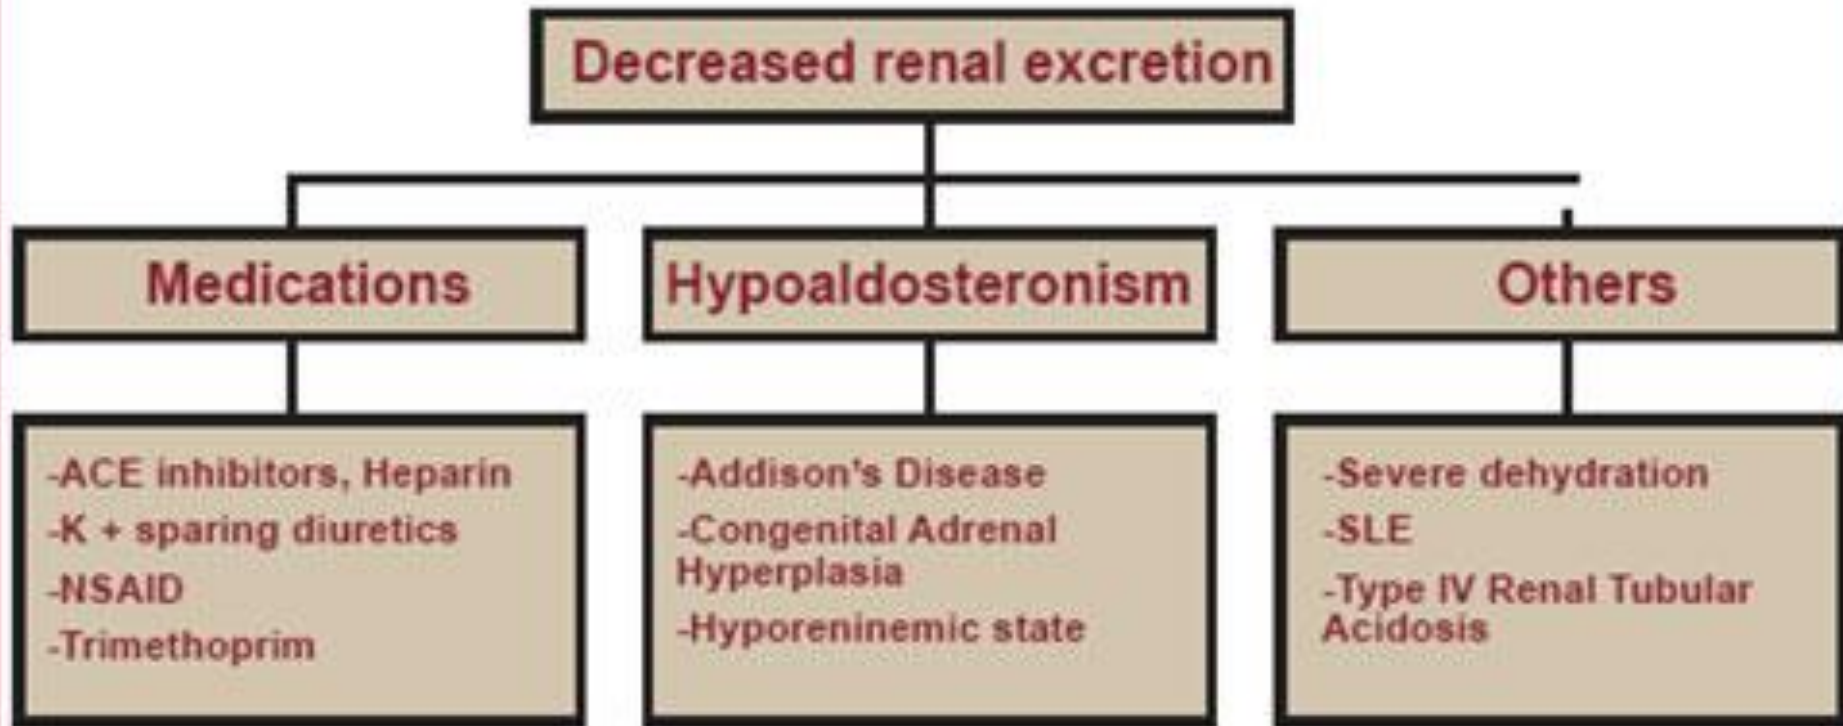 Decreased renal excretion
Medications
Hypoaldosteronism
Others
-ACE inhibitors, Heparin
-K + sparing diuretics
-NSAID
-Trimethoprim
-Addison's Disease
-Congenital Adrenal
Hyperplasia
-Hyporeninemic state
-Severe dehydration
-SLE
-Type IV Renal Tubular
Acidosis